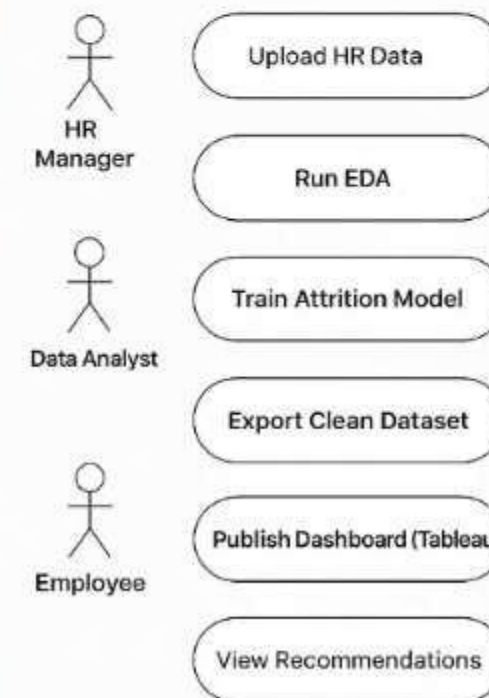 Upload HR Data
HR
Manager
Run EDA
Train Attrition Model
Data Analyst
Export Clean Dataset
Publish Dashboard (Tableau
Employee
View Recommendations